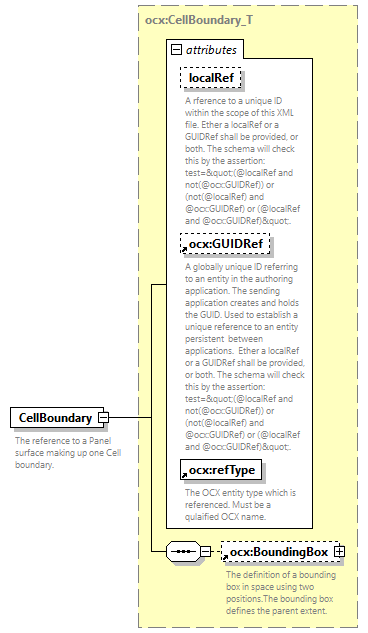 ocx:CellBoundary_T
attributes
localRef
A rference to a unique ID
within the scope of this XML
file. Ether a localRef or a
GUIDRef shall be provided, or
both. The schema will check
this by the assertion:
test=&quot;(@localRef and
not(@ocx:GUIDRef)) or
(not(@localRef) and
@ocx:GUIDRef) or (@localRef
and @ocx:GUIDRef)&quot;.
ocx:GUIDRef
A globally unique ID referring
to an entity in the authoring
application. The sending
application creates and holds
the GUID. Used to establish a
unique reference to an entity
persistent between
applications. Ether a localRef
or a GUIDRef shall be provided,
or both. The schema will check
this by the assertion:
test=&quot;(@localRef and
not(@ocx:GUIDRef)) or
(not(@localRef) and
@ocx:GUIDRef) or (@localRef
and @ocx:GUIDRef)&quot;.
CellBoundary
The reference to a Panel
surface making up one Cell
boundary.
ocx:refType
The OCX entity type which is
referenced. Must be a
qulaified OCX name.
ocx:BoundingBox
The definition of a bounding
box in space using two
positions.The bounding box
defines the parent extent.